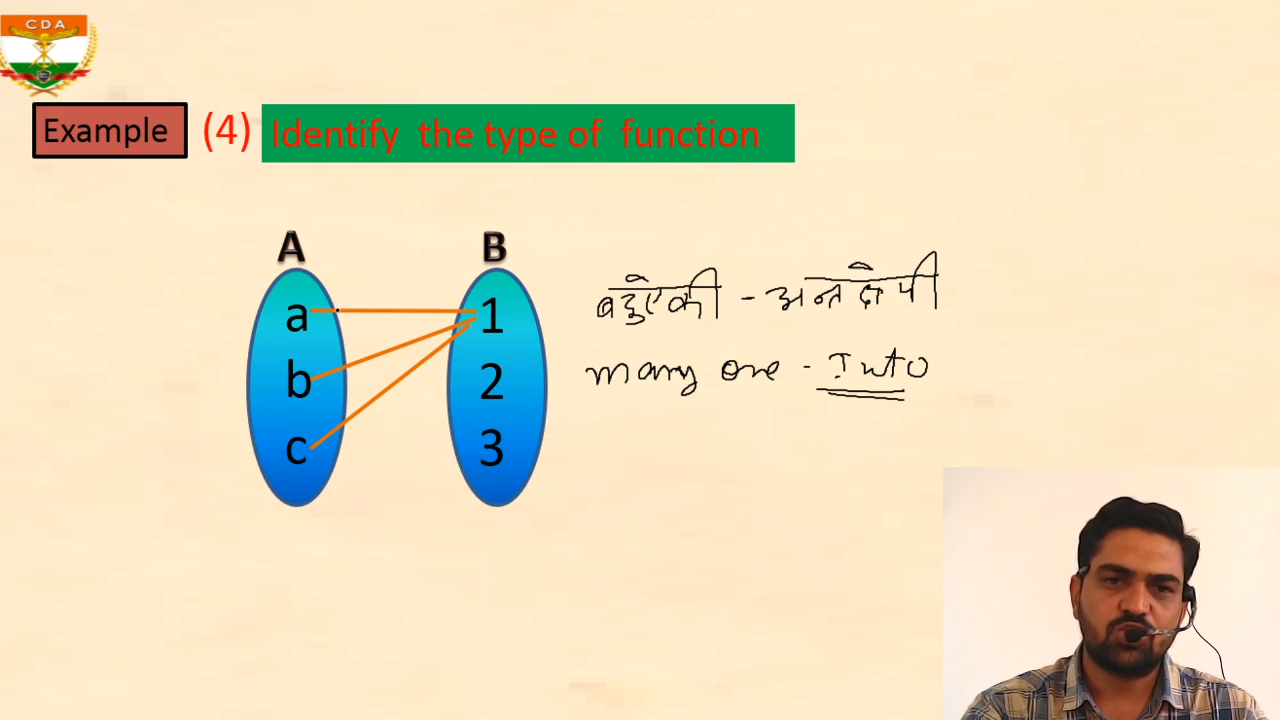 CDA
Example (4) Identify the type of function
A B
a 1
b 2
c 3
बहुएकी - अन्तर्क्षेपी
many one - Into